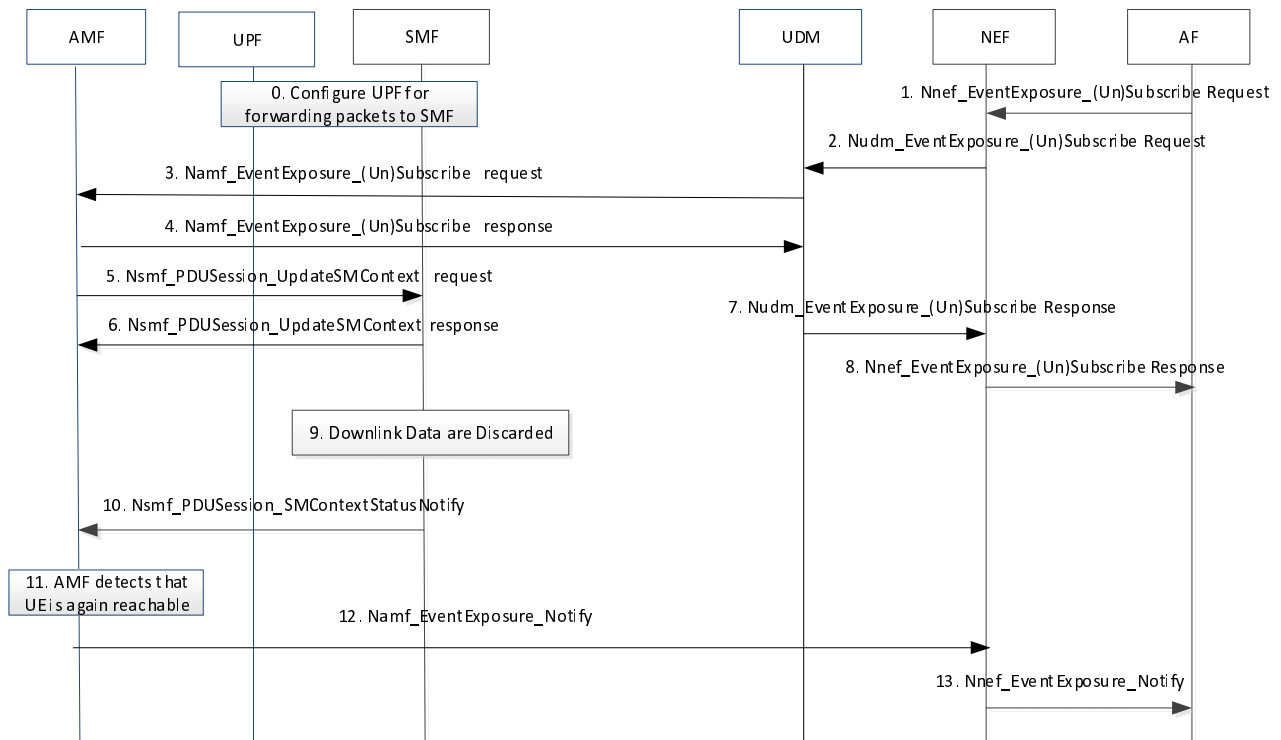 AMF
UPF
SMF
UDM
NEF
AF
0. Configure UPF for
forwarding packets to SMF
1. Nnef_EventExposure_(Un)Subscribe Request
2. Nudm_EventExposure_(Un)Subscribe Request
3. Namf_EventExposure_(Un)Subscribe request
4. Namf_EventExposure_(Un)Subscribe response
5. Nsmf_PDUSession_UpdateSMContext request
6. Nsmf_PDUSession_UpdateSMContext response
7. Nudm_EventExposure_(Un)Subscribe Response
8. Nnef_EventExposure_(Un)Subscribe Response
9. Downlink Data are Discarded
10. Nsmf_PDUSession_SMContextStatusNotify
11. AMF detects that
UE is again reachable
12. Namf_EventExposure_Notify
13. Nnef_EventExposure_Notify